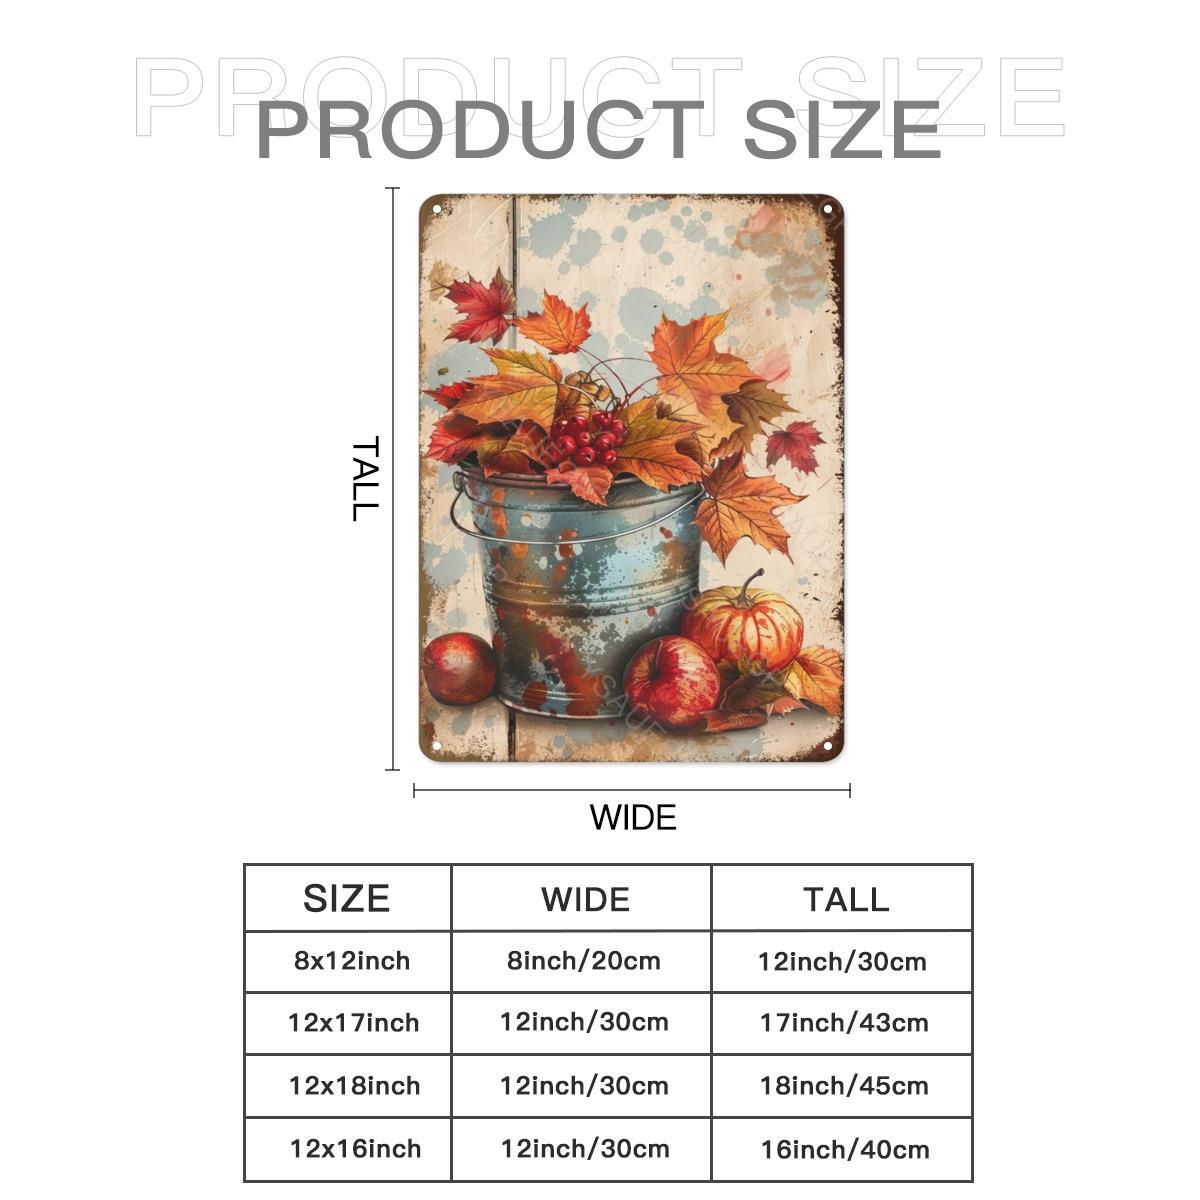 PRODUCT SIZE
PRODUCT SIZE
TALL
WIDE
SIZE WIDE TALL
8x12inch 8inch/20cm 12inch/30cm
12x17inch 12inch/30cm 17inch/43cm
12x18inch 12inch/30cm 18inch/45cm
12x16inch 12inch/30cm 16inch/40cm